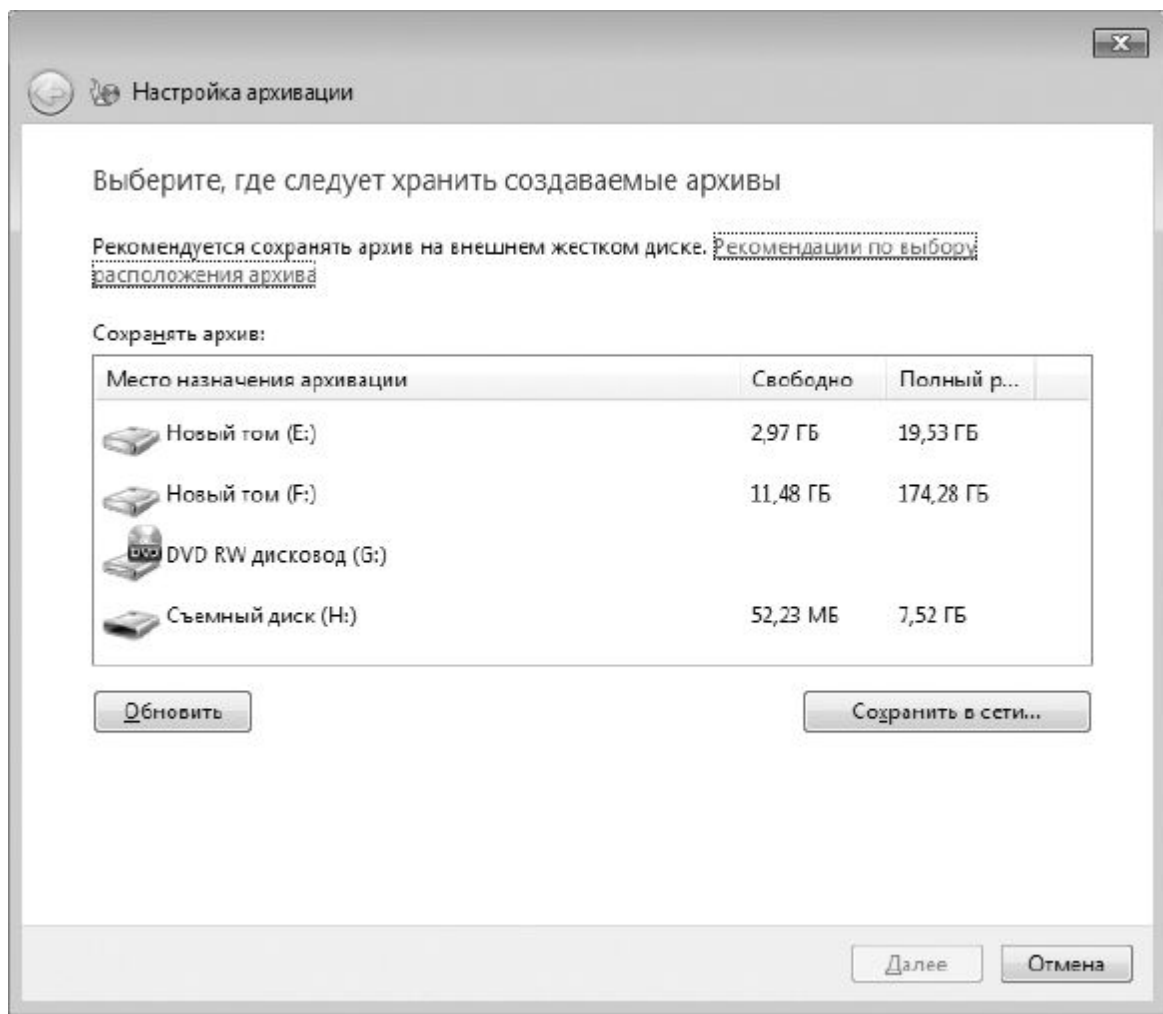 Настройка архивации
Выберите, где следует хранить создаваемые архивы
Рекомендуется сохранять архив на внешнем жестком диске. Рекомендации по выбору
расположения архива
Сохранять архив:
Место назначения архивации Свободно Полный р...
Новый том (E:) 2,97 ГБ 19,53 ГБ
Новый том (F:) 11,48 ГБ 174,28 ГБ
DVD DVD RW дисковод (G:)
Съемный диск (H:) 52,23 МБ 7,52 ГБ
Обновить Сохранить в сети...
Далее Отмена